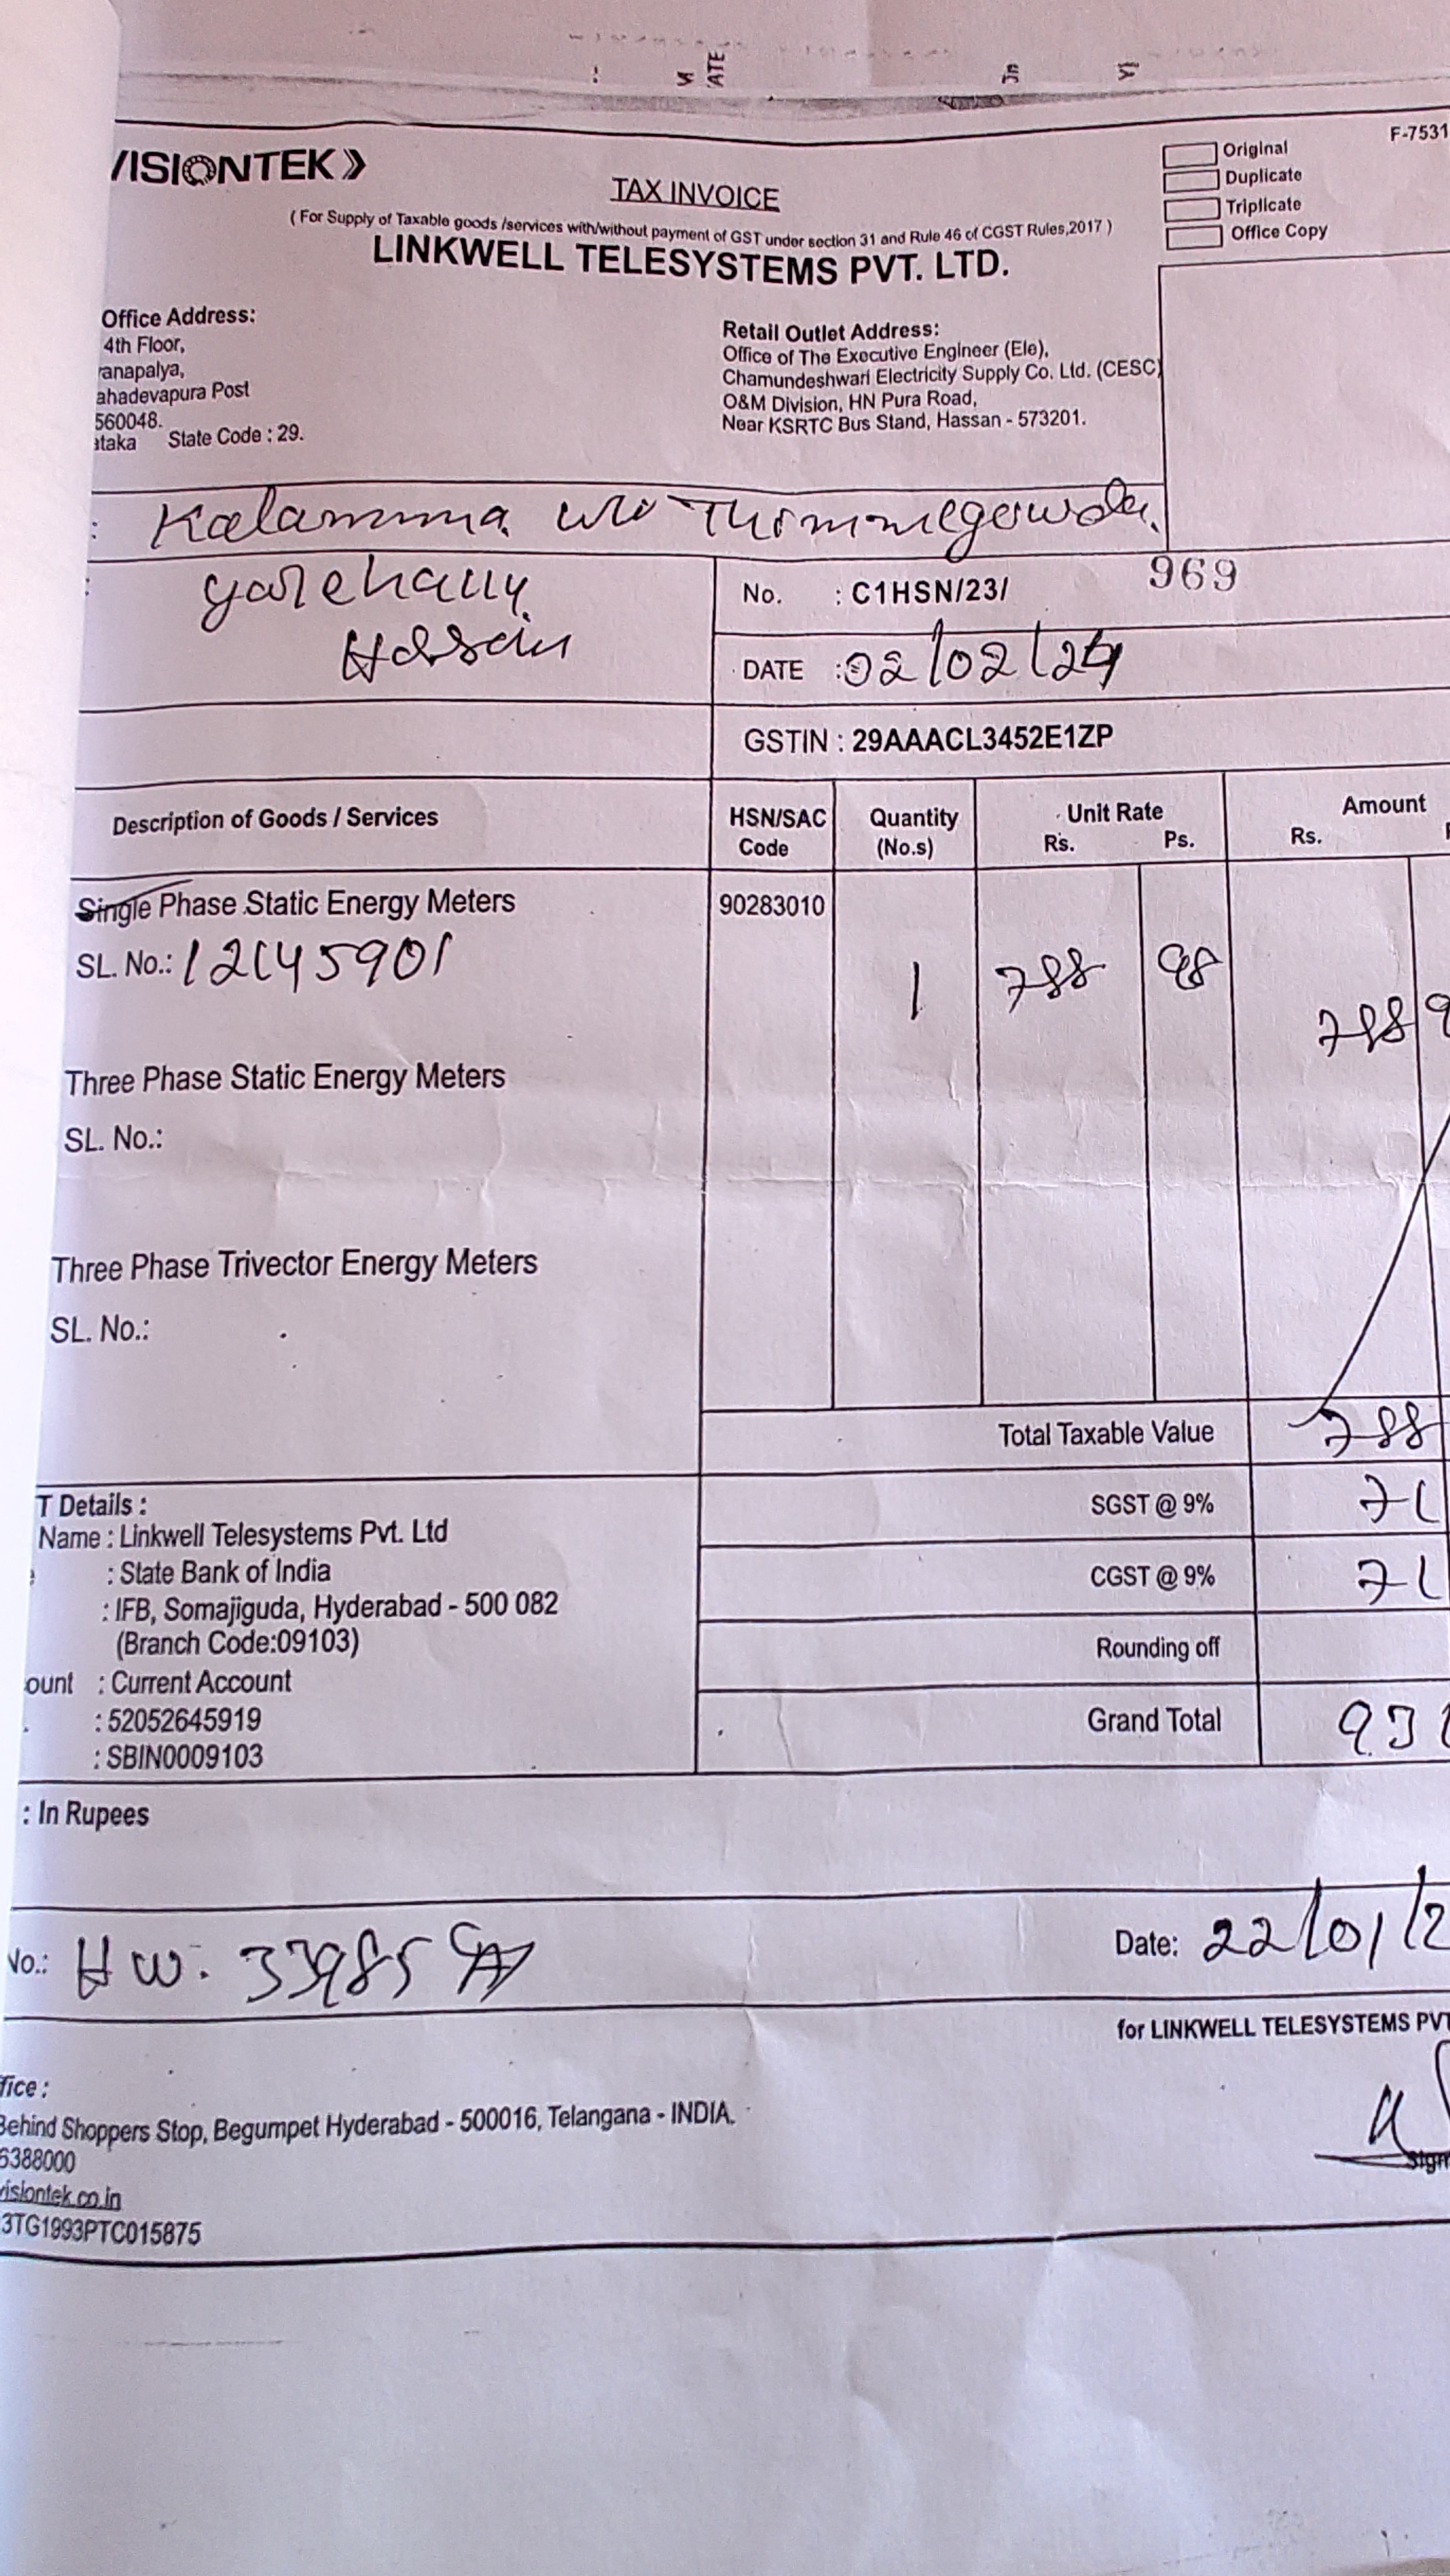 VISIONTEK
F-7531
TAX INVOICE
Original
Duplicate
Triplicate
Office Copy
( For Supply of Taxable goods /services with/without payment of GST under section 31 and Rule 46 of CGST Rules,2017 )
LINKWELL TELESYSTEMS PVT. LTD.
Office Address:
4th Floor,
anapalya,
ahadevapura Post
560048.
ataka State Code : 29.
Retail Outlet Address:
Office of The Executive Engineer (Ele),
Chamundeshwari Electricity Supply Co. Ltd. (CESC)
O&M Division, HN Pura Road,
Near KSRTC Bus Stand, Hassan - 573201.
: Kalamma w/o Thimmegowda.
: yarehally
Hassan
No. : C1HSN/23/ 969
DATE : 02/02/24
GSTIN : 29AAACL3452E1ZP
Description of Goods / Services HSN/SAC Code Quantity (No.s) Unit Rate Rs. Ps. Amount Rs.
Single Phase Static Energy Meters 90283010
SL. No.: 12145901 1 788 98 788 9
Three Phase Static Energy Meters
SL. No.:
Three Phase Trivector Energy Meters
SL. No.:
Total Taxable Value 788
SGST @ 9% 71
CGST @ 9% 71
Rounding off
Grand Total 931
T Details :
Name : Linkwell Telesystems Pvt. Ltd
: State Bank of India
: IFB, Somajiguda, Hyderabad - 500 082
(Branch Code:09103)
ount : Current Account
: 52052645919
: SBIN0009103
: In Rupees
No.: HW. 33985 Date: 22/01/2
for LINKWELL TELESYSTEMS PVT
fice :
Behind Shoppers Stop, Begumpet Hyderabad - 500016, Telangana - INDIA.
6388000
visiontek.co.in
3TG1993PTC015875
Sign